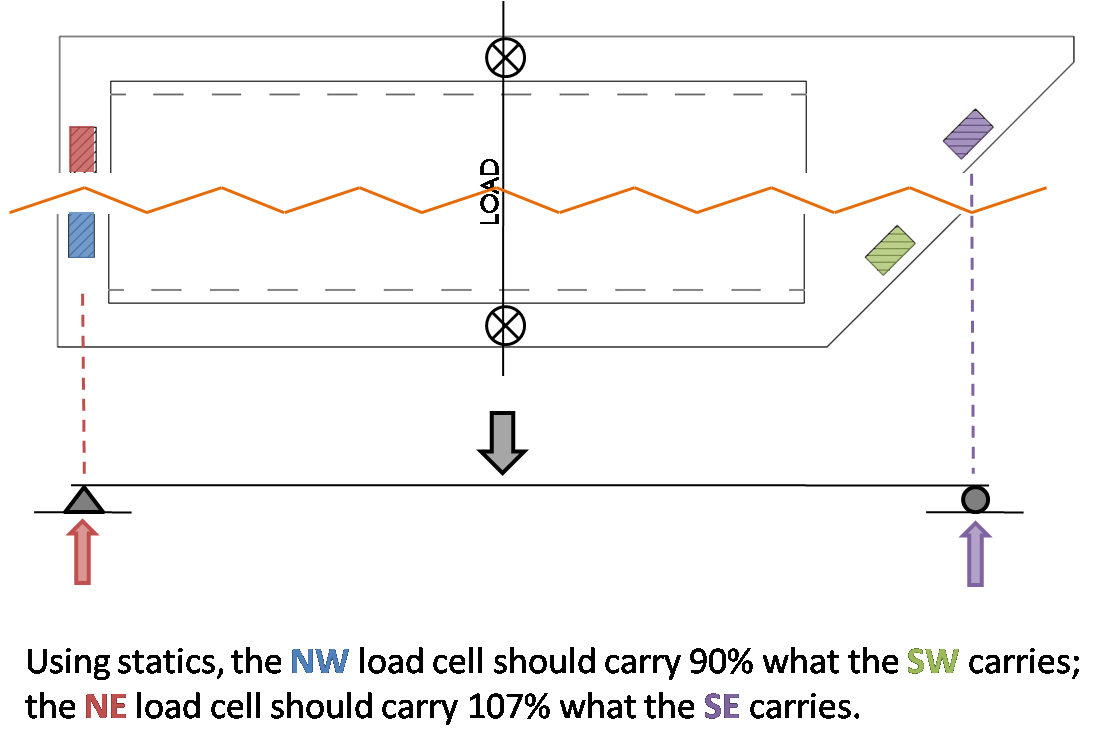 LOAD
Using statics, the NW load cell should carry 90% what the SW carries;
the NE load cell should carry 107% what the SE carries.